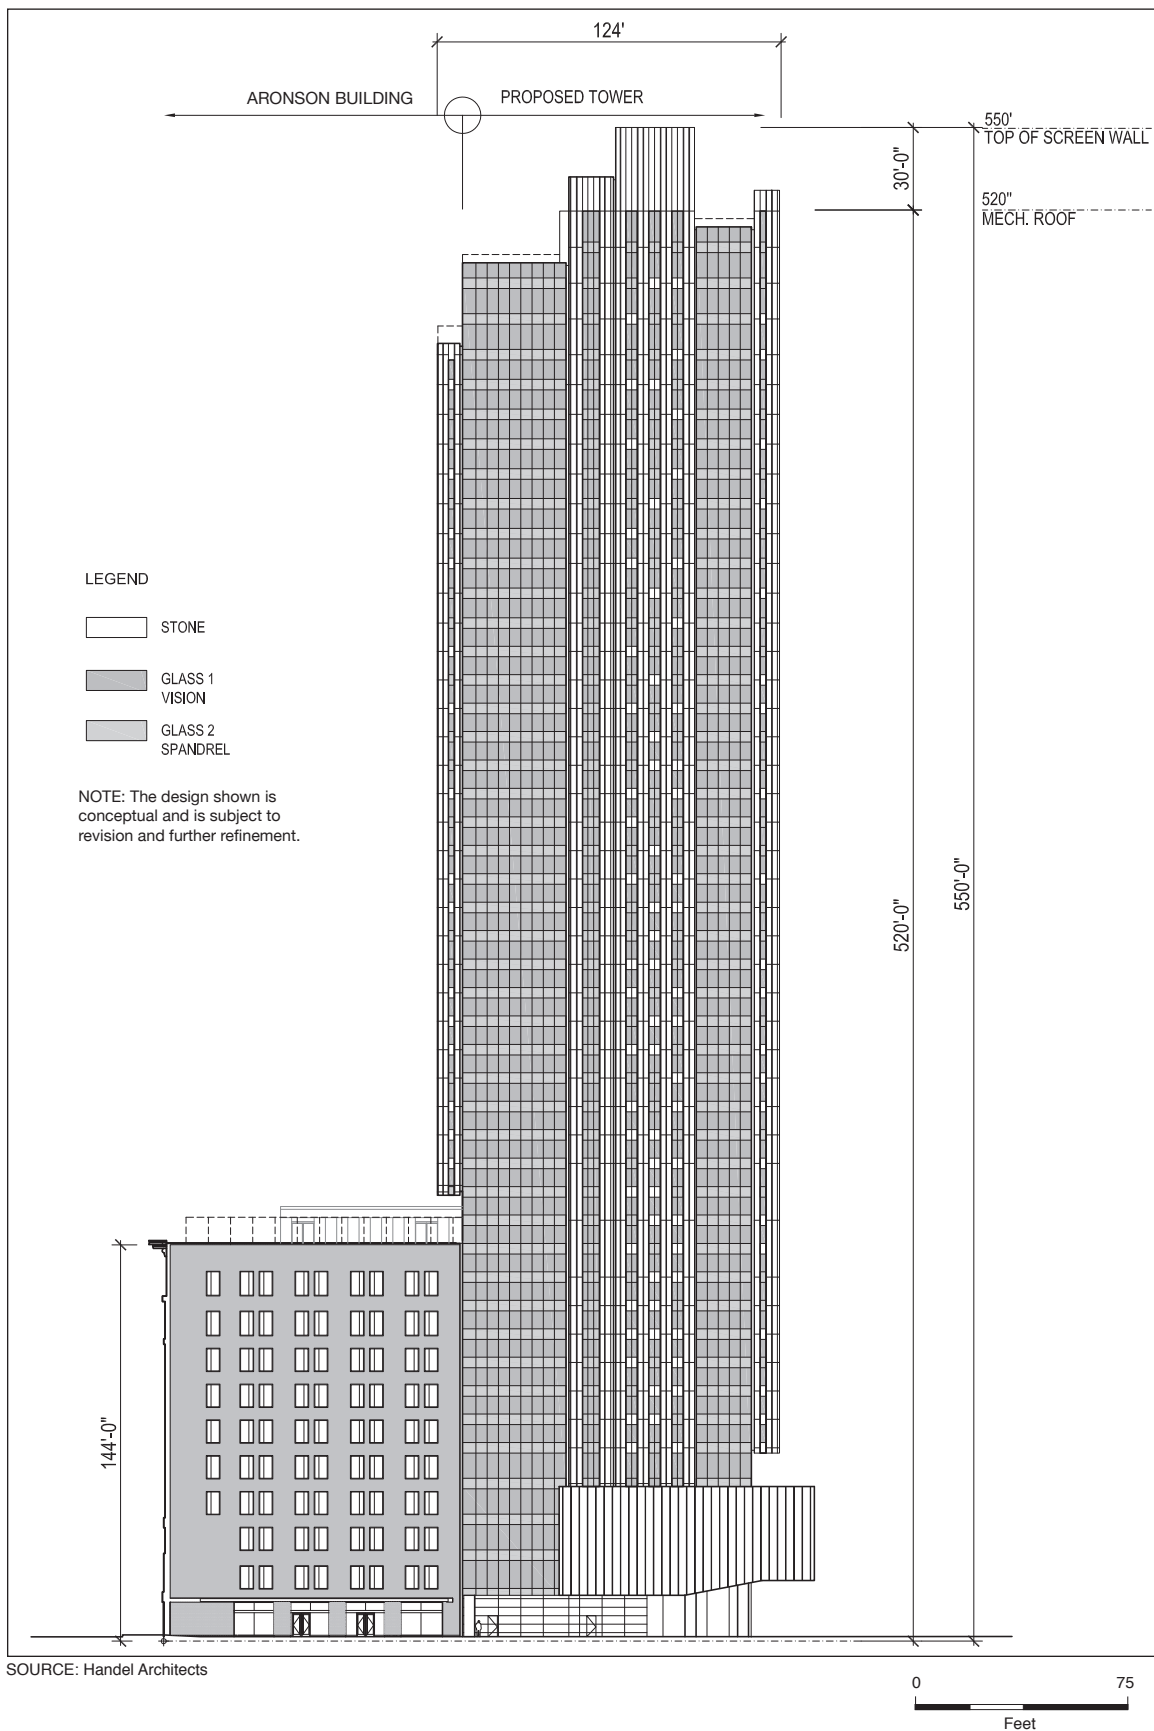 124'
ARONSON BUILDING
PROPOSED TOWER
550'
TOP OF SCREEN WALL
30'-0"
520"
MECH. ROOF
LEGEND
STONE
GLASS 1
VISION
GLASS 2
SPANDREL
NOTE: The design shown is
conceptual and is subject to
revision and further refinement.
550'-0"
520'-0"
144'-0"
SOURCE: Handel Architects
0 75
Feet